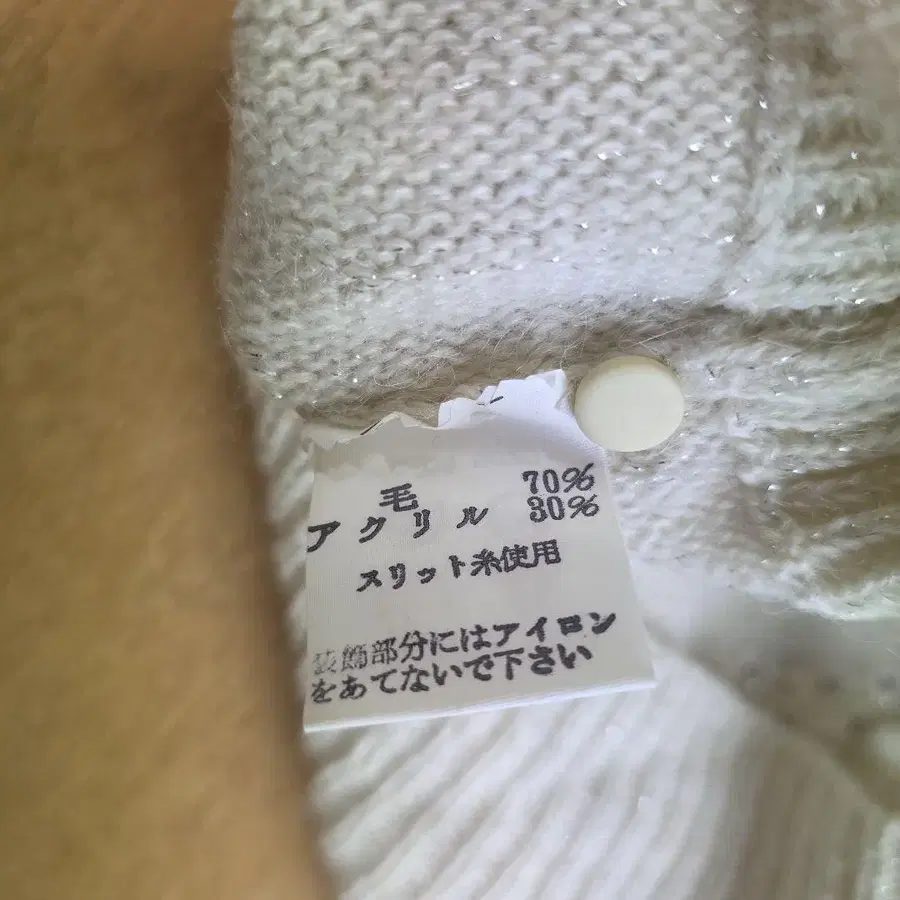 毛 70%
アクリル 30%
スリット糸使用
装飾部分にはアイロン
をあてないで下さい